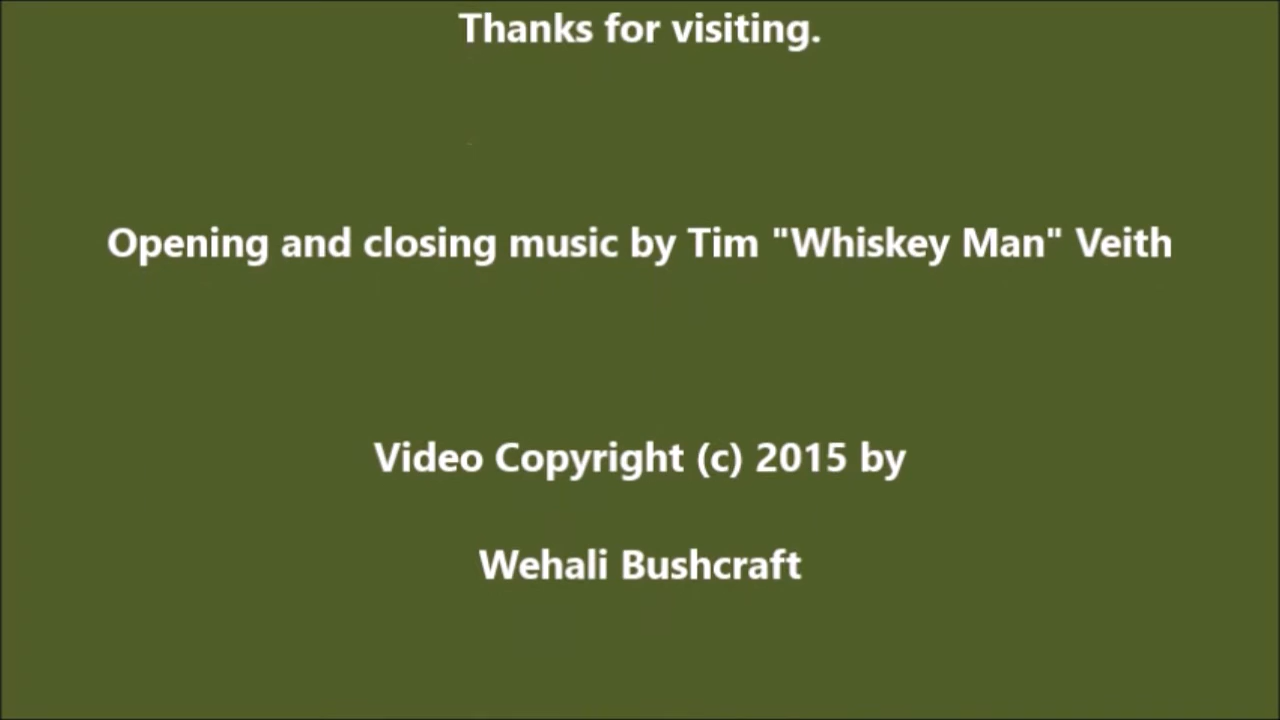 Thanks for visiting.
Opening and closing music by Tim "Whiskey Man" Veith
Video Copyright (c) 2015 by
Wehali Bushcraft